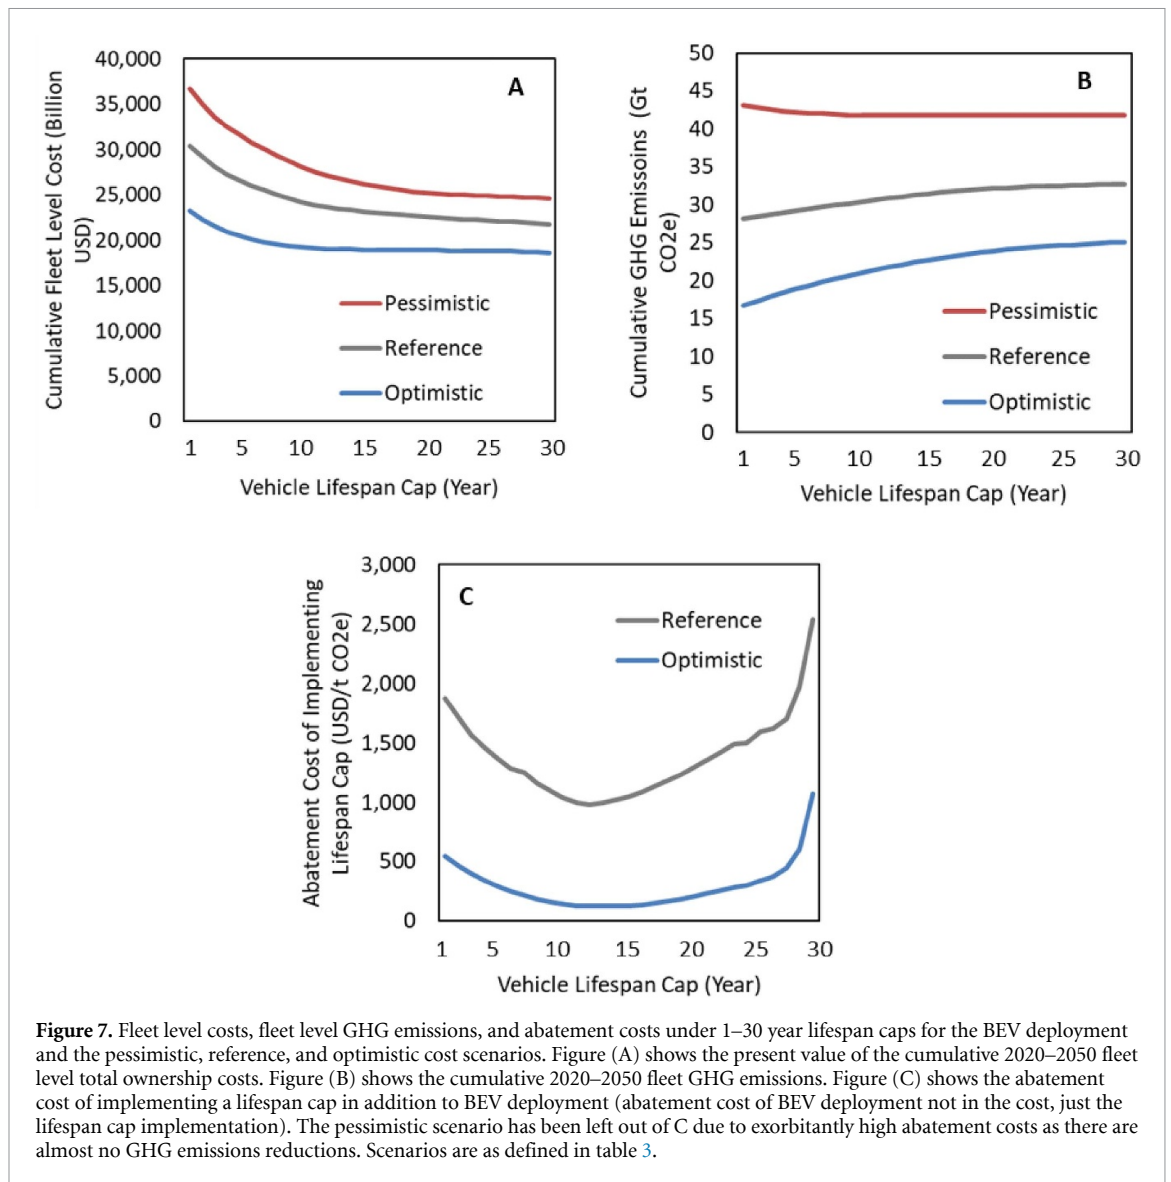 40,000
35,000
30,000
25,000
20,000
15,000
10,000
5,000
0
Cumulative Fleet Level Cost (Billion
USD)
A
Pessimistic
Reference
Optimistic
1 5 10 15 20 25 30
Vehicle Lifespan Cap (Year)
50
45
40
35
30
25
20
15
10
5
0
Cumulative GHG Emissoins (Gt
CO2e)
B
Pessimistic
Reference
Optimistic
1 5 10 15 20 25 30
Vehicle Lifespan Cap (Year)
3,000
2,500
2,000
1,500
1,000
500
0
Abatement Cost of Implementing
Lifespan Cap (USD/t CO2e)
C
Reference
Optimistic
1 5 10 15 20 25 30
Vehicle Lifespan Cap (Year)
Figure 7. Fleet level costs, fleet level GHG emissions, and abatement costs under 1–30 year lifespan caps for the BEV deployment
and the pessimistic, reference, and optimistic cost scenarios. Figure (A) shows the present value of the cumulative 2020–2050 fleet
level total ownership costs. Figure (B) shows the cumulative 2020–2050 fleet GHG emissions. Figure (C) shows the abatement
cost of implementing a lifespan cap in addition to BEV deployment (abatement cost of BEV deployment not in the cost, just the
lifespan cap implementation). The pessimistic scenario has been left out of C due to exorbitantly high abatement costs as there are
almost no GHG emissions reductions. Scenarios are as defined in table 3.